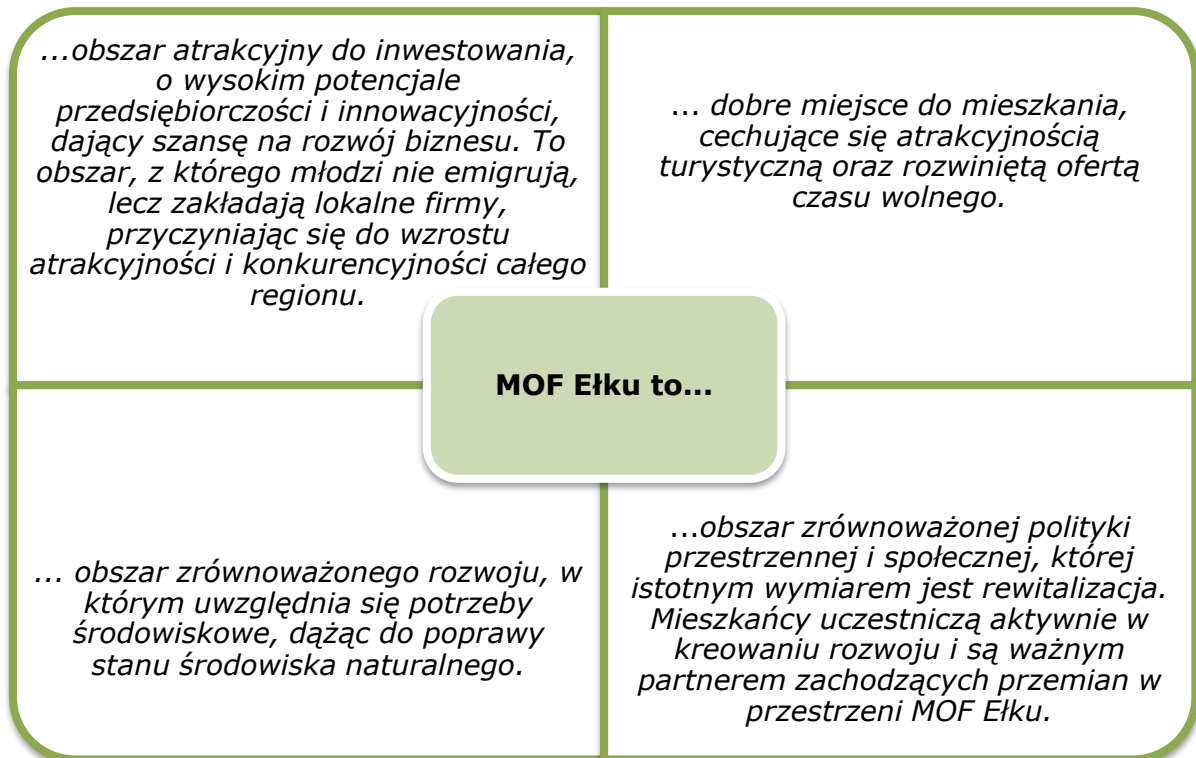 ...obszar atrakcyjny do inwestowania,
o wysokim potencjale
przedsiębiorczości i innowacyjności,
dający szansę na rozwój biznesu. To
obszar, z którego młodzi nie emigrują,
lecz zakładają lokalne firmy,
przyczyniając się do wzrostu
atrakcyjności i konkurencyjności całego
regionu.
... dobre miejsce do mieszkania,
cechujące się atrakcyjnością
turystyczną oraz rozwiniętą ofertą
czasu wolnego.
MOF Ełku to...
... obszar zrównoważonego rozwoju, w
którym uwzględnia się potrzeby
środowiskowe, dążąc do poprawy
stanu środowiska naturalnego.
...obszar zrównoważonej polityki
przestrzennej i społecznej, której
istotnym wymiarem jest rewitalizacja.
Mieszkańcy uczestniczą aktywnie w
kreowaniu rozwoju i są ważnym
partnerem zachodzących przemian w
przestrzeni MOF Ełku.